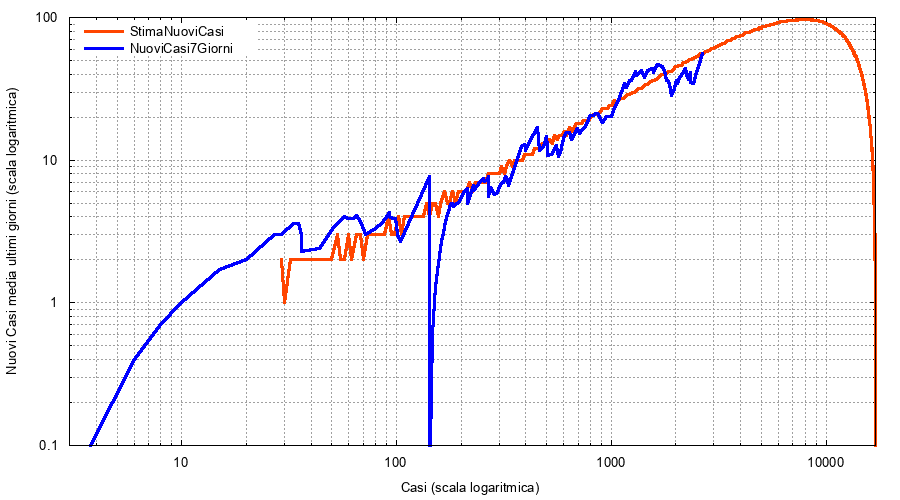 StimaNuoviCasi
NuoviCasi7Giorni
Nuovi Casi media ultimi giorni (scala logaritmica)
100
10
1
0.1
10
100
1000
10000
Casi (scala logaritmica)